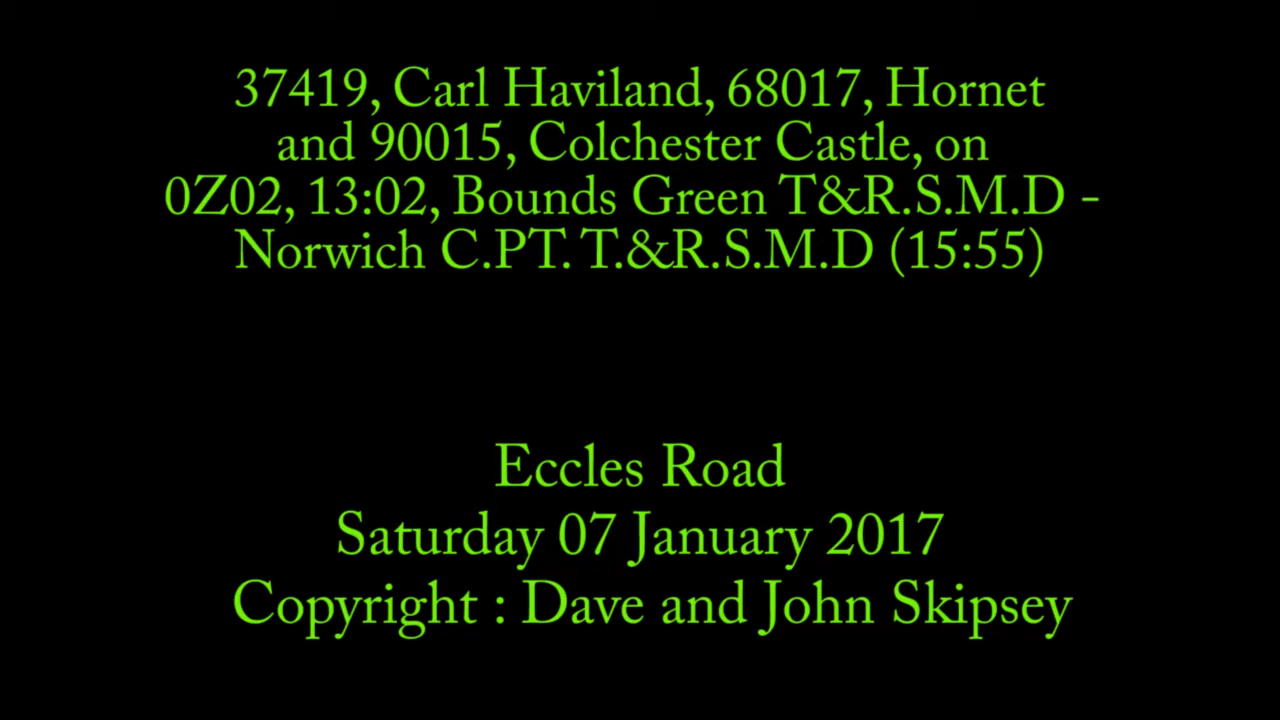 37419, Carl Haviland, 68017, Hornet
and 90015, Colchester Castle, on
0Z02, 13:02, Bounds Green T&R.S.M.D -
Norwich C.PT. T.&R.S.M.D (15:55)
Eccles Road
Saturday 07 January 2017
Copyright : Dave and John Skipsey